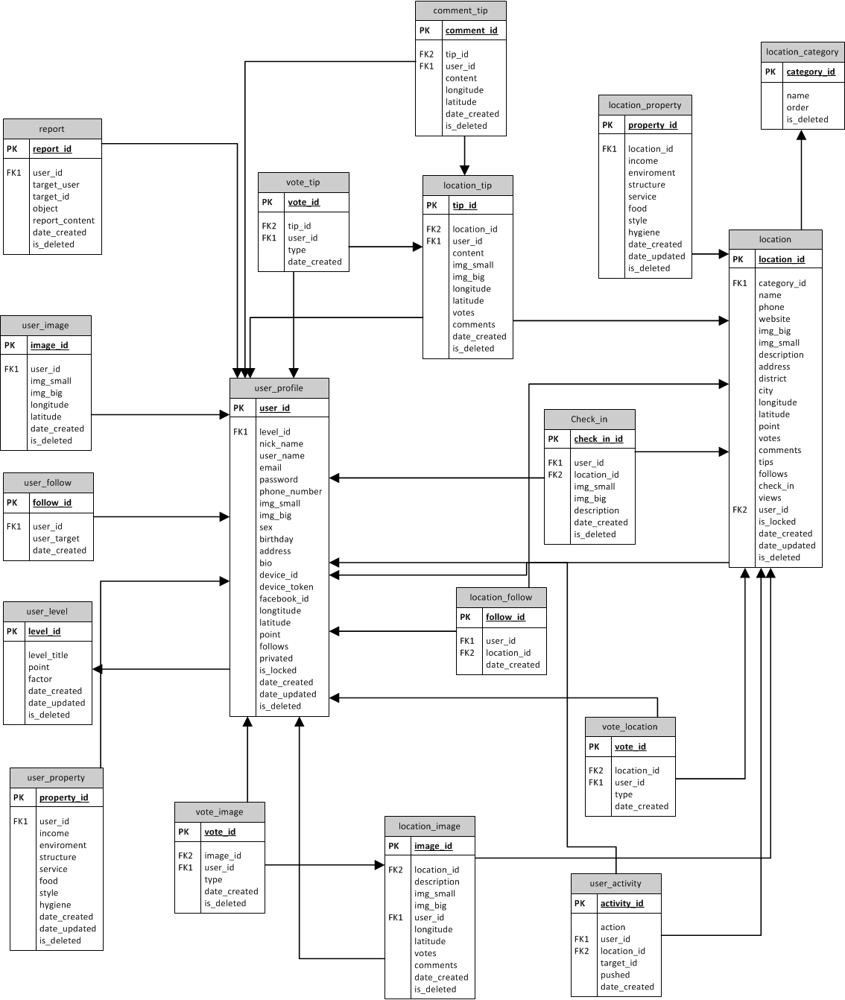 comment_tip
PK comment_id
FK2 tip_id
FK1 user_id
content
longitude
latitude
date_created
is_deleted
location_category
PK category_id
name
order
is_deleted
location_property
PK property_id
FK1 location_id
income
enviroment
structure
service
food
style
hygiene
date_created
date_updated
is_deleted
report
PK report_id
FK1 user_id
target_user
target_id
object
report_content
date_created
is_deleted
vote_tip
PK vote_id
FK2 tip_id
FK1 user_id
type
date_created
location_tip
PK tip_id
FK2 location_id
FK1 user_id
content
img_small
img_big
longitude
latitude
votes
comments
date_created
is_deleted
location
PK location_id
FK1 category_id
name
phone
website
img_big
img_small
description
address
district
city
longitude
latitude
point
votes
comments
tips
follows
check_in
views
FK2 user_id
is_locked
date_created
date_updated
is_deleted
user_image
PK image_id
FK1 user_id
img_small
img_big
longitude
latitude
date_created
is_deleted
user_profile
PK user_id
FK1 level_id
nick_name
user_name
email
password
phone_number
img_small
img_big
sex
birthday
address
bio
device_id
device_token
facebook_id
longtitude
latitude
point
follows
privated
is_locked
date_created
date_updated
is_deleted
Check_in
PK check_in_id
FK1 user_id
FK2 location_id
img_small
img_big
description
date_created
is_deleted
user_follow
PK follow_id
FK1 user_id
user_target
date_created
location_follow
PK follow_id
FK1 user_id
FK2 location_id
date_created
user_level
PK level_id
level_title
point
factor
date_created
date_updated
is_deleted
vote_location
PK vote_id
FK2 location_id
FK1 user_id
type
date_created
user_property
PK property_id
FK1 user_id
income
enviroment
structure
service
food
style
hygiene
date_created
date_updated
is_deleted
vote_image
PK vote_id
FK2 image_id
FK1 user_id
type
date_created
is_deleted
location_image
PK image_id
FK2 location_id
description
img_small
img_big
FK1 user_id
longitude
latitude
votes
comments
date_created
is_deleted
user_activity
PK activity_id
action
FK1 user_id
FK2 location_id
target_id
pushed
date_created